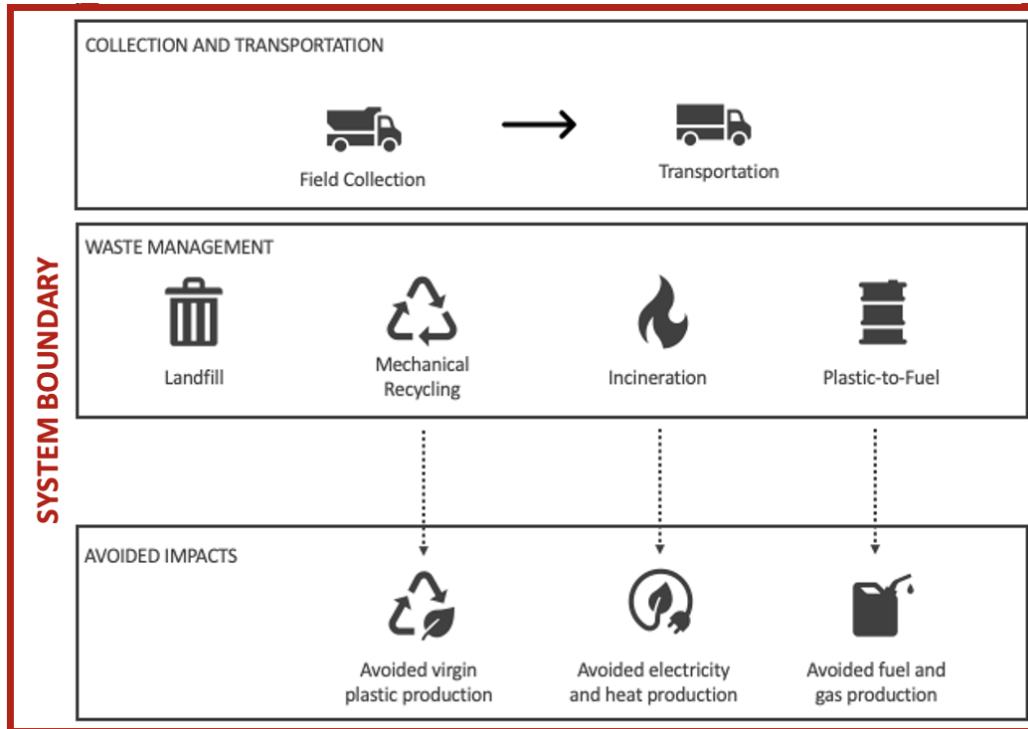 COLLECTION AND TRANSPORTATION
Field Collection
Transportation
SYSTEM BOUNDARY
WASTE MANAGEMENT
Landfill
Mechanical
Recycling
Incineration
Plastic-to-Fuel
AVOIDED IMPACTS
Avoided virgin
plastic production
Avoided electricity
and heat production
Avoided fuel and
gas production